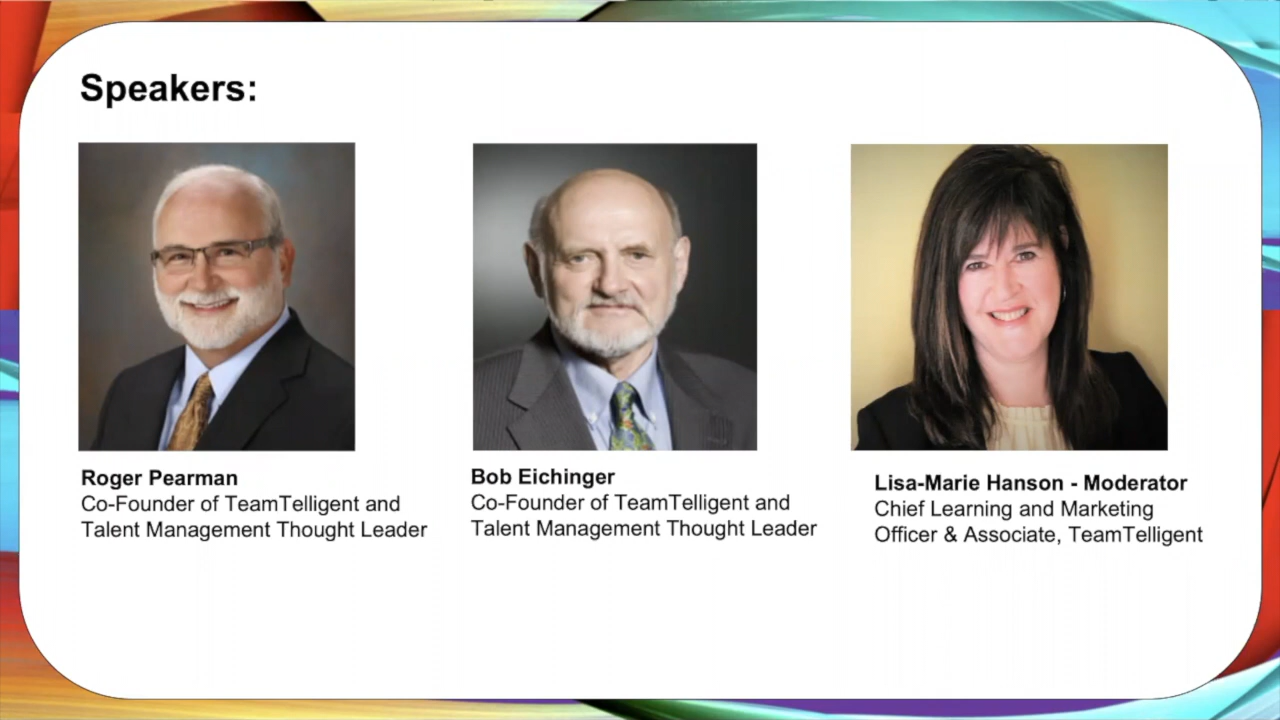 Speakers:
Roger Pearman
Co-Founder of TeamTelligent and
Talent Management Thought Leader
Bob Eichinger
Co-Founder of TeamTelligent and
Talent Management Thought Leader
Lisa-Marie Hanson - Moderator
Chief Learning and Marketing
Officer & Associate, TeamTelligent